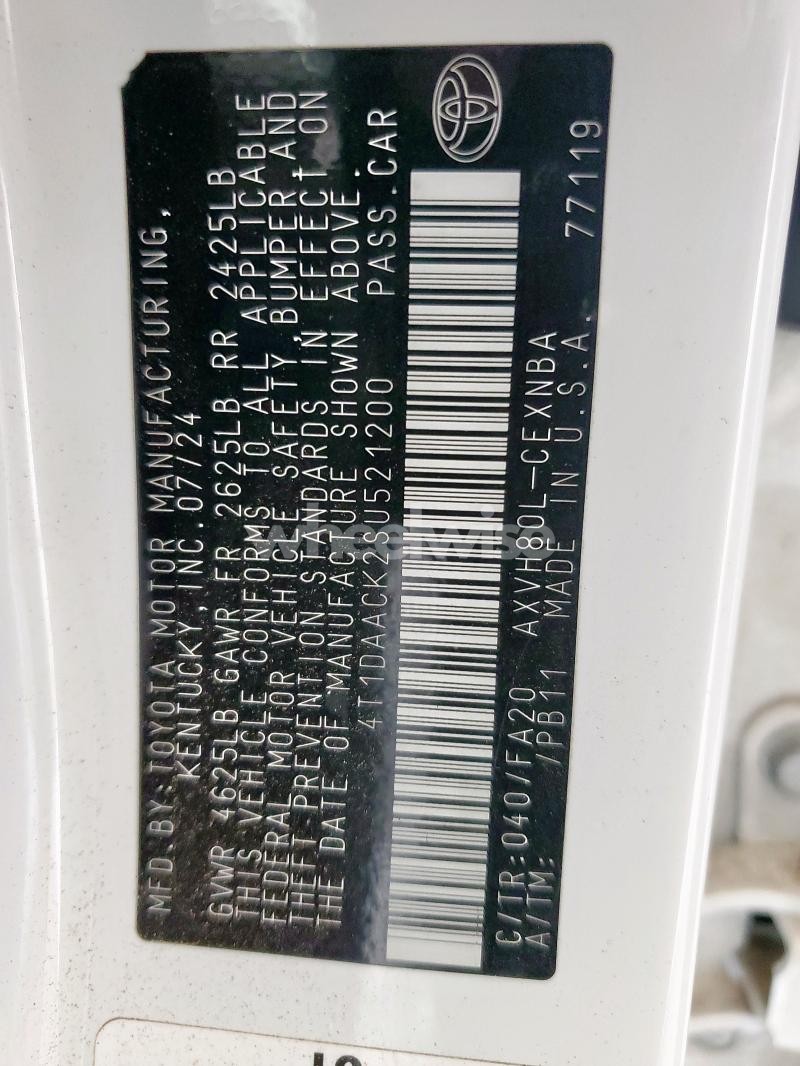 MFD.BY:TOYOTA MOTOR MANUFACTURING,
KENTUCKY,INC.07/24
GVWR 4625LB GAWR FR 2625LB RR 2425LB
THIS VEHICLE CONFORMS TO ALL APPLICABLE
FEDERAL MOTOR VEHICLE SAFETY,BUMPER AND
THEFT PREVENTION STANDARDS IN EFFECT ON
THE DATE OF MANUFACTURE SHOWN ABOVE.
4T1DAACK2SU521200 PASS.CAR
C/TR:040/FA20 AXVH80L-CEXNBA 77119
A/TM: /PB11 MADE IN U.S.A.
wheelwise